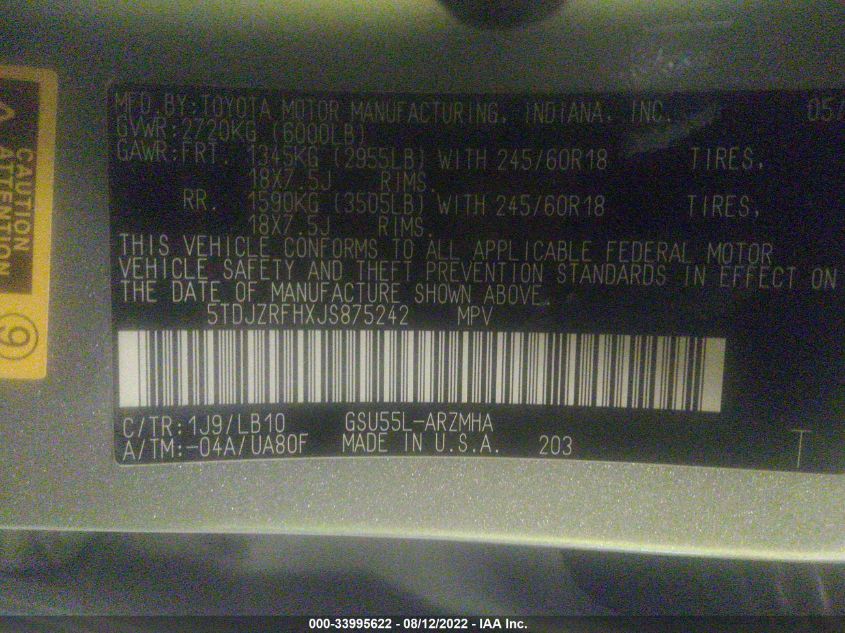 MFD. BY: TOYOTA MOTOR MANUFACTURING, INDIANA, INC. 05/
GVWR: 2720KG (6000LB)
GAWR: FRT. 1345KG (2955LB) WITH 245/60R18 TIRES,
18X7.5J RIMS.
RR. 1590KG (3505LB) WITH 245/60R18 TIRES,
18X7.5J RIMS.
THIS VEHICLE CONFORMS TO ALL APPLICABLE FEDERAL MOTOR
VEHICLE SAFETY AND THEFT PREVENTION STANDARDS IN EFFECT ON
THE DATE OF MANUFACTURE SHOWN ABOVE.
5TDJZRFHXJS875242 MPV
C/TR: 1J9/LB10 GSU55L-ARZMHA
A/TM: -04A/UA80F MADE IN U.S.A. 203
T
CAUTION
ATTENTION
9
000-33995622 - 08/12/2022 - IAA Inc.